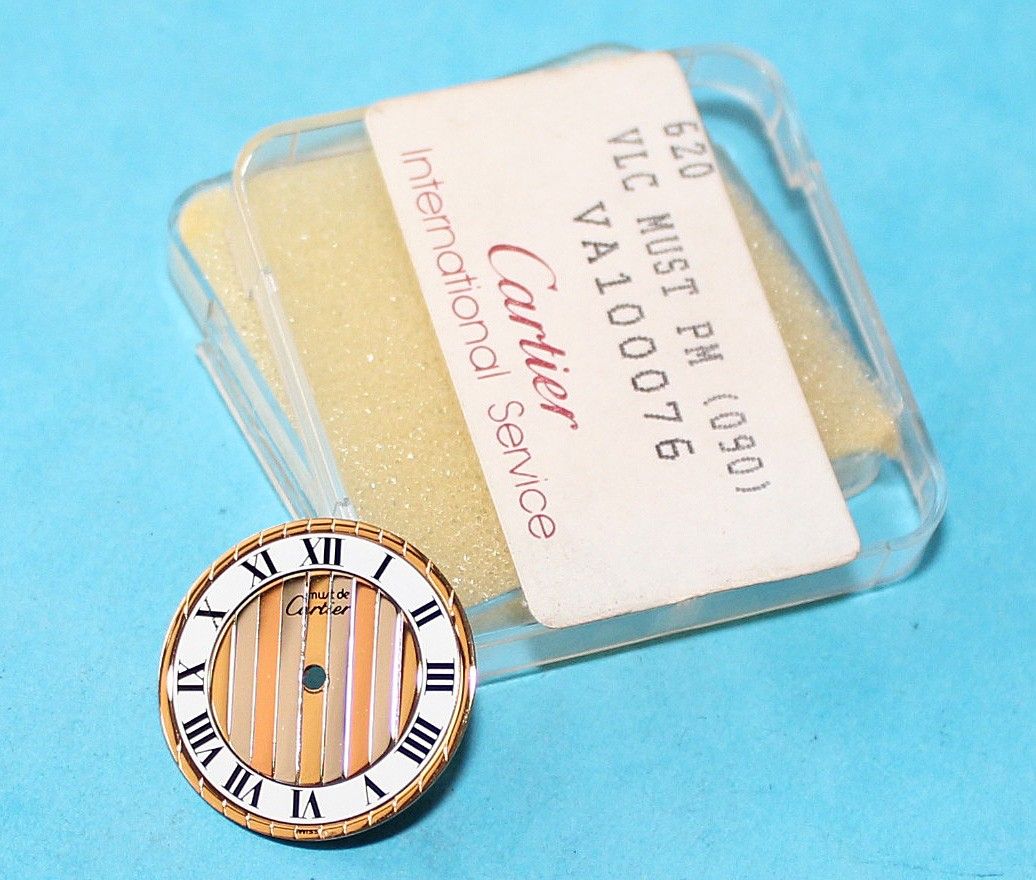 620
VLC MUST PM (090)
VA100076
Cartier
International Service
must de
Cartier
XII
I
II
III
IIII
V
VI
VII
VIII
IX
X
XI